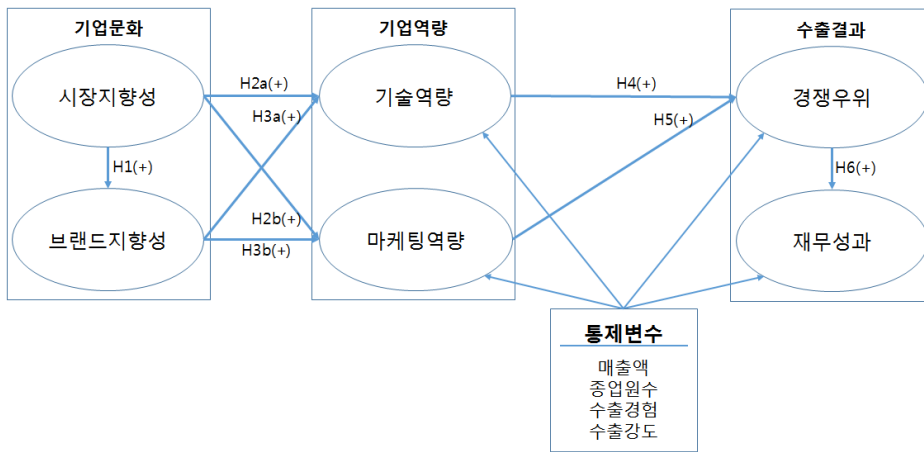 기업문화
기업역량
수출결과
시장지향성
H2a(+)
기술역량
H4(+)
경쟁우위
H3a(+)
H5(+)
H1(+)
H6(+)
H2b(+)
브랜드지향성
H3b(+)
마케팅역량
재무성과
통제변수
매출액
종업원수
수출경험
수출강도